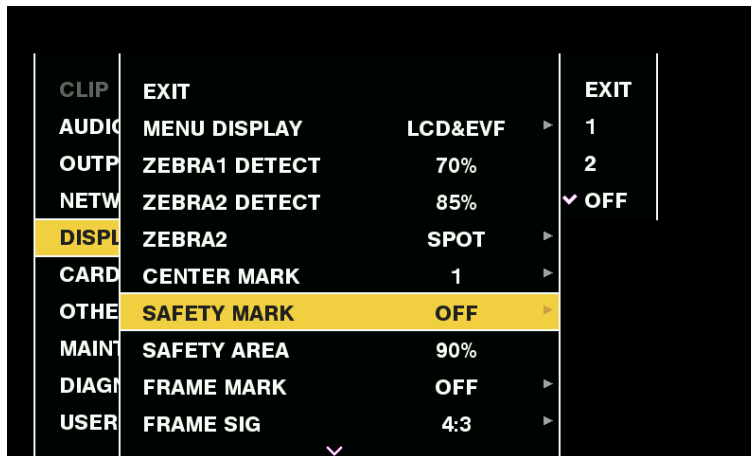 CLIP
AUDIO
OUTP
NETW
DISPL
CARD
OTHE
MAINT
DIAGN
USER
EXIT
MENU DISPLAY LCD&EVF
ZEBRA1 DETECT 70%
ZEBRA2 DETECT 85%
ZEBRA2 SPOT
CENTER MARK 1
SAFETY MARK OFF
SAFETY AREA 90%
FRAME MARK OFF
FRAME SIG 4:3
EXIT
1
2
OFF